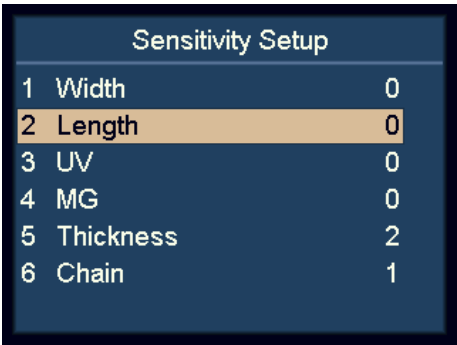 Sensitivity Setup
1 Width 0
2 Length 0
3 UV 0
4 MG 0
5 Thickness 2
6 Chain 1